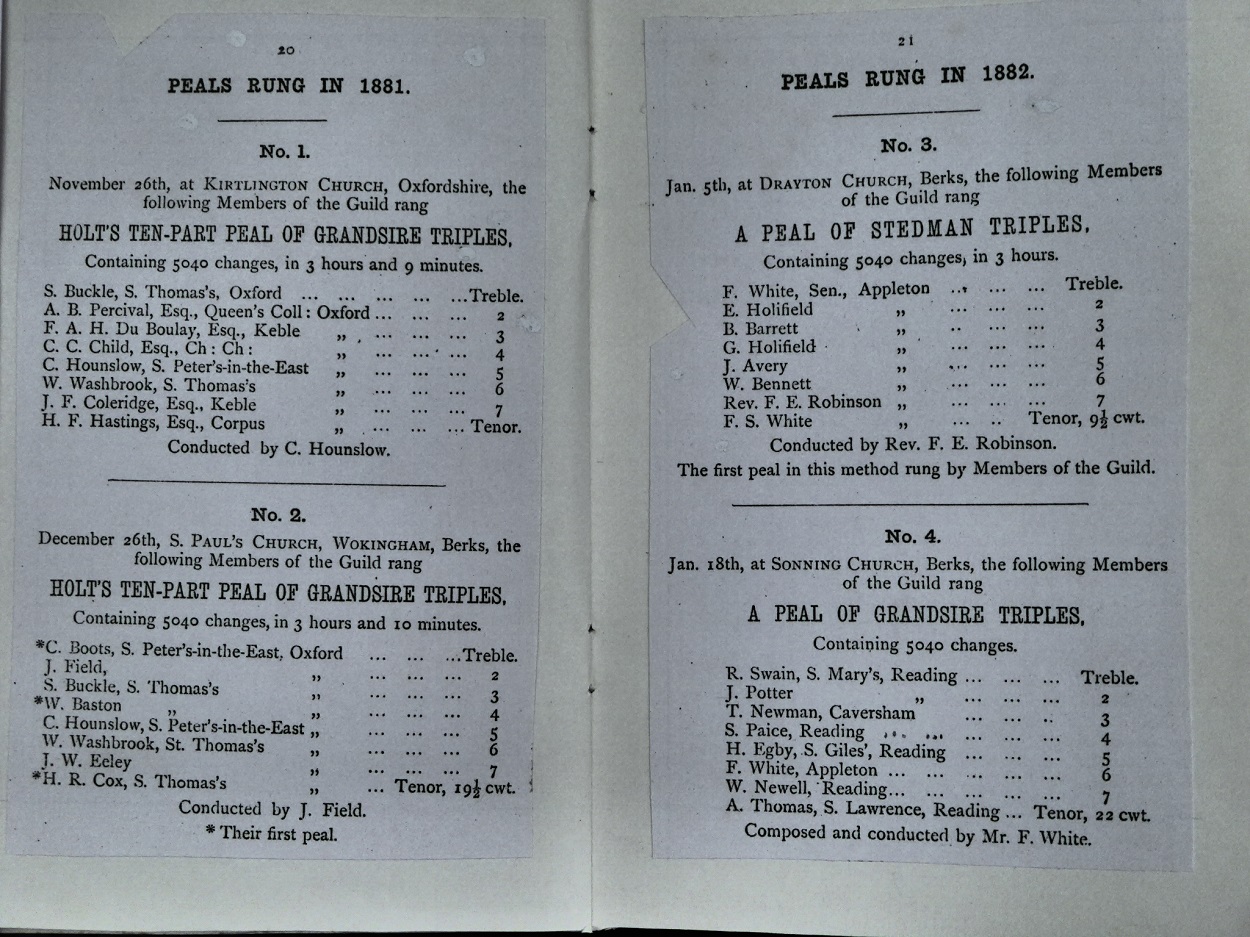 20
PEALS RUNG IN 1881.
No. 1.
November 26th, at KIRTLINGTON CHURCH, Oxfordshire, the
following Members of the Guild rang
HOLT'S TEN-PART PEAL OF GRANDSIRE TRIPLES,
Containing 5040 changes, in 3 hours and 9 minutes.
S. Buckle, S. Thomas's, Oxford ... ... ... ... ...Treble.
A. B. Percival, Esq., Queen's Coll: Oxford ... ... ... ... 2
F. A. H. Du Boulay, Esq., Keble „ ... ... ... ... 3
C. C. Child, Esq., Ch: Ch: „ ... ... ... ... 4
C. Hounslow, S. Peter's-in-the-East „ ... ... ... ... 5
W. Washbrook, S. Thomas's „ ... ... ... ... 6
J. F. Coleridge, Esq., Keble „ ... ... ... ... 7
H. F. Hastings, Esq., Corpus „ ... ... ... ... Tenor.
Conducted by C. Hounslow.
No. 2.
December 26th, S. PAUL'S CHURCH, WOKINGHAM, Berks, the
following Members of the Guild rang
HOLT'S TEN-PART PEAL OF GRANDSIRE TRIPLES,
Containing 5040 changes, in 3 hours and 10 minutes.
*C. Boots, S. Peter's-in-the-East, Oxford ... ... ...Treble.
J. Field, „ ... ... ... 2
S. Buckle, S. Thomas's „ ... ... ... 3
*W. Baston „ „ ... ... ... 4
C. Hounslow, S. Peter's-in-the-East „ ... ... ... 5
W. Washbrook, St. Thomas's „ ... ... ... 6
J. W. Eeley „ ... ... ... 7
*H. R. Cox, S. Thomas's „ ... Tenor, 19½ cwt.
Conducted by J. Field.
* Their first peal.
21
PEALS RUNG IN 1882.
No. 3.
Jan. 5th, at DRAYTON CHURCH, Berks, the following Members
of the Guild rang
A PEAL OF STEDMAN TRIPLES,
Containing 5040 changes, in 3 hours.
F. White, Sen., Appleton ... ... ... Treble.
E. Holifield „ ... ... ... 2
B. Barrett „ .. ... ... 3
G. Holifield „ ... ... ... 4
J. Avery „ ... ... ... 5
W. Bennett „ ... ... ... 6
Rev. F. E. Robinson „ ... ... ... 7
F. S. White „ ... .. Tenor, 9½ cwt.
Conducted by Rev. F. E. Robinson.
The first peal in this method rung by Members of the Guild.
No. 4.
Jan. 18th, at SONNING CHURCH, Berks, the following Members
of the Guild rang
A PEAL OF GRANDSIRE TRIPLES,
Containing 5040 changes.
R. Swain, S. Mary's, Reading ... ... ... Treble.
J. Potter „ ... ... ... 2
T. Newman, Caversham ... ... .. 3
S. Paice, Reading ... ... ... ... ... 4
H. Egby, S. Giles', Reading ... ... ... 5
F. White, Appleton ... ... ... ... ... 6
W. Newell, Reading... ... ... ... ... 7
A. Thomas, S. Lawrence, Reading ... Tenor, 22 cwt.
Composed and conducted by Mr. F. White.